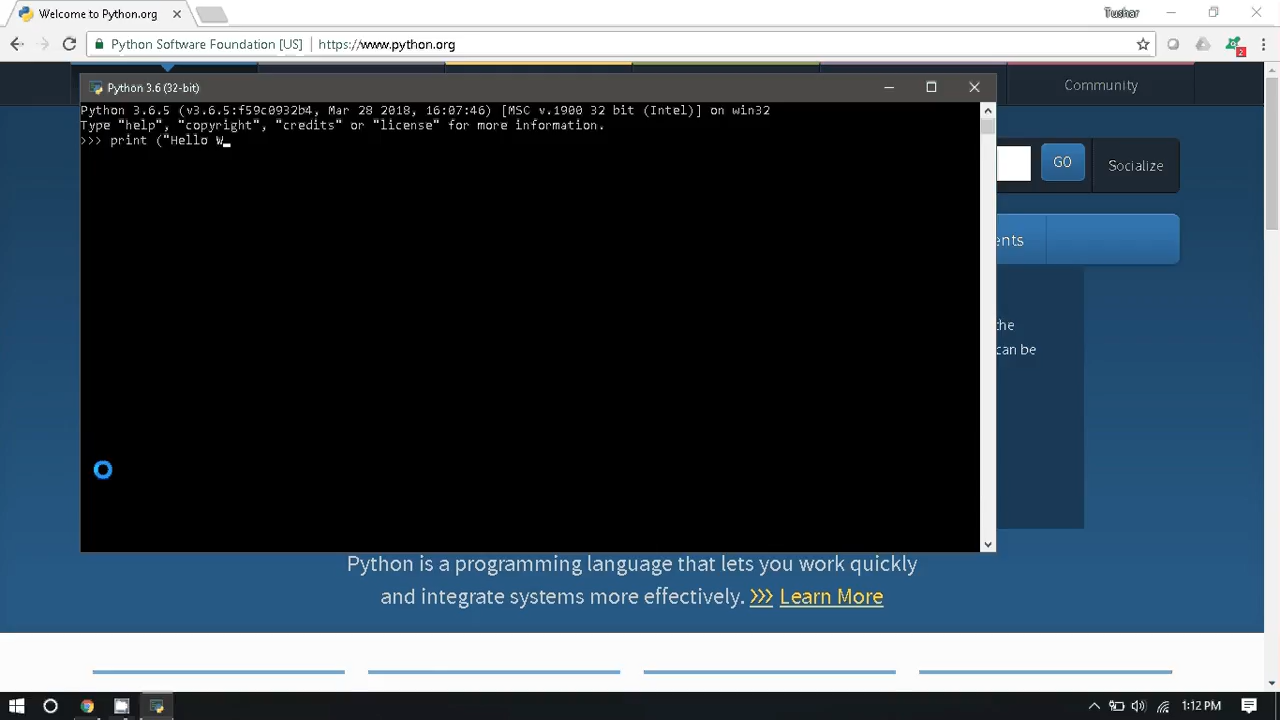 Welcome to Python.org
Tushar
Python Software Foundation [US] | https://www.python.org
2
Community
Python 3.6 (32-bit)
Python 3.6.5 (v3.6.5:f59c0932b4, Mar 28 2018, 16:07:46) [MSC v.1900 32 bit (Intel)] on win32
Type "help", "copyright", "credits" or "license" for more information.
>>> print ("Hello W_
GO
Socialize
ents
the
can be
Python is a programming language that lets you work quickly
and integrate systems more effectively. >>> Learn More
1:12 PM